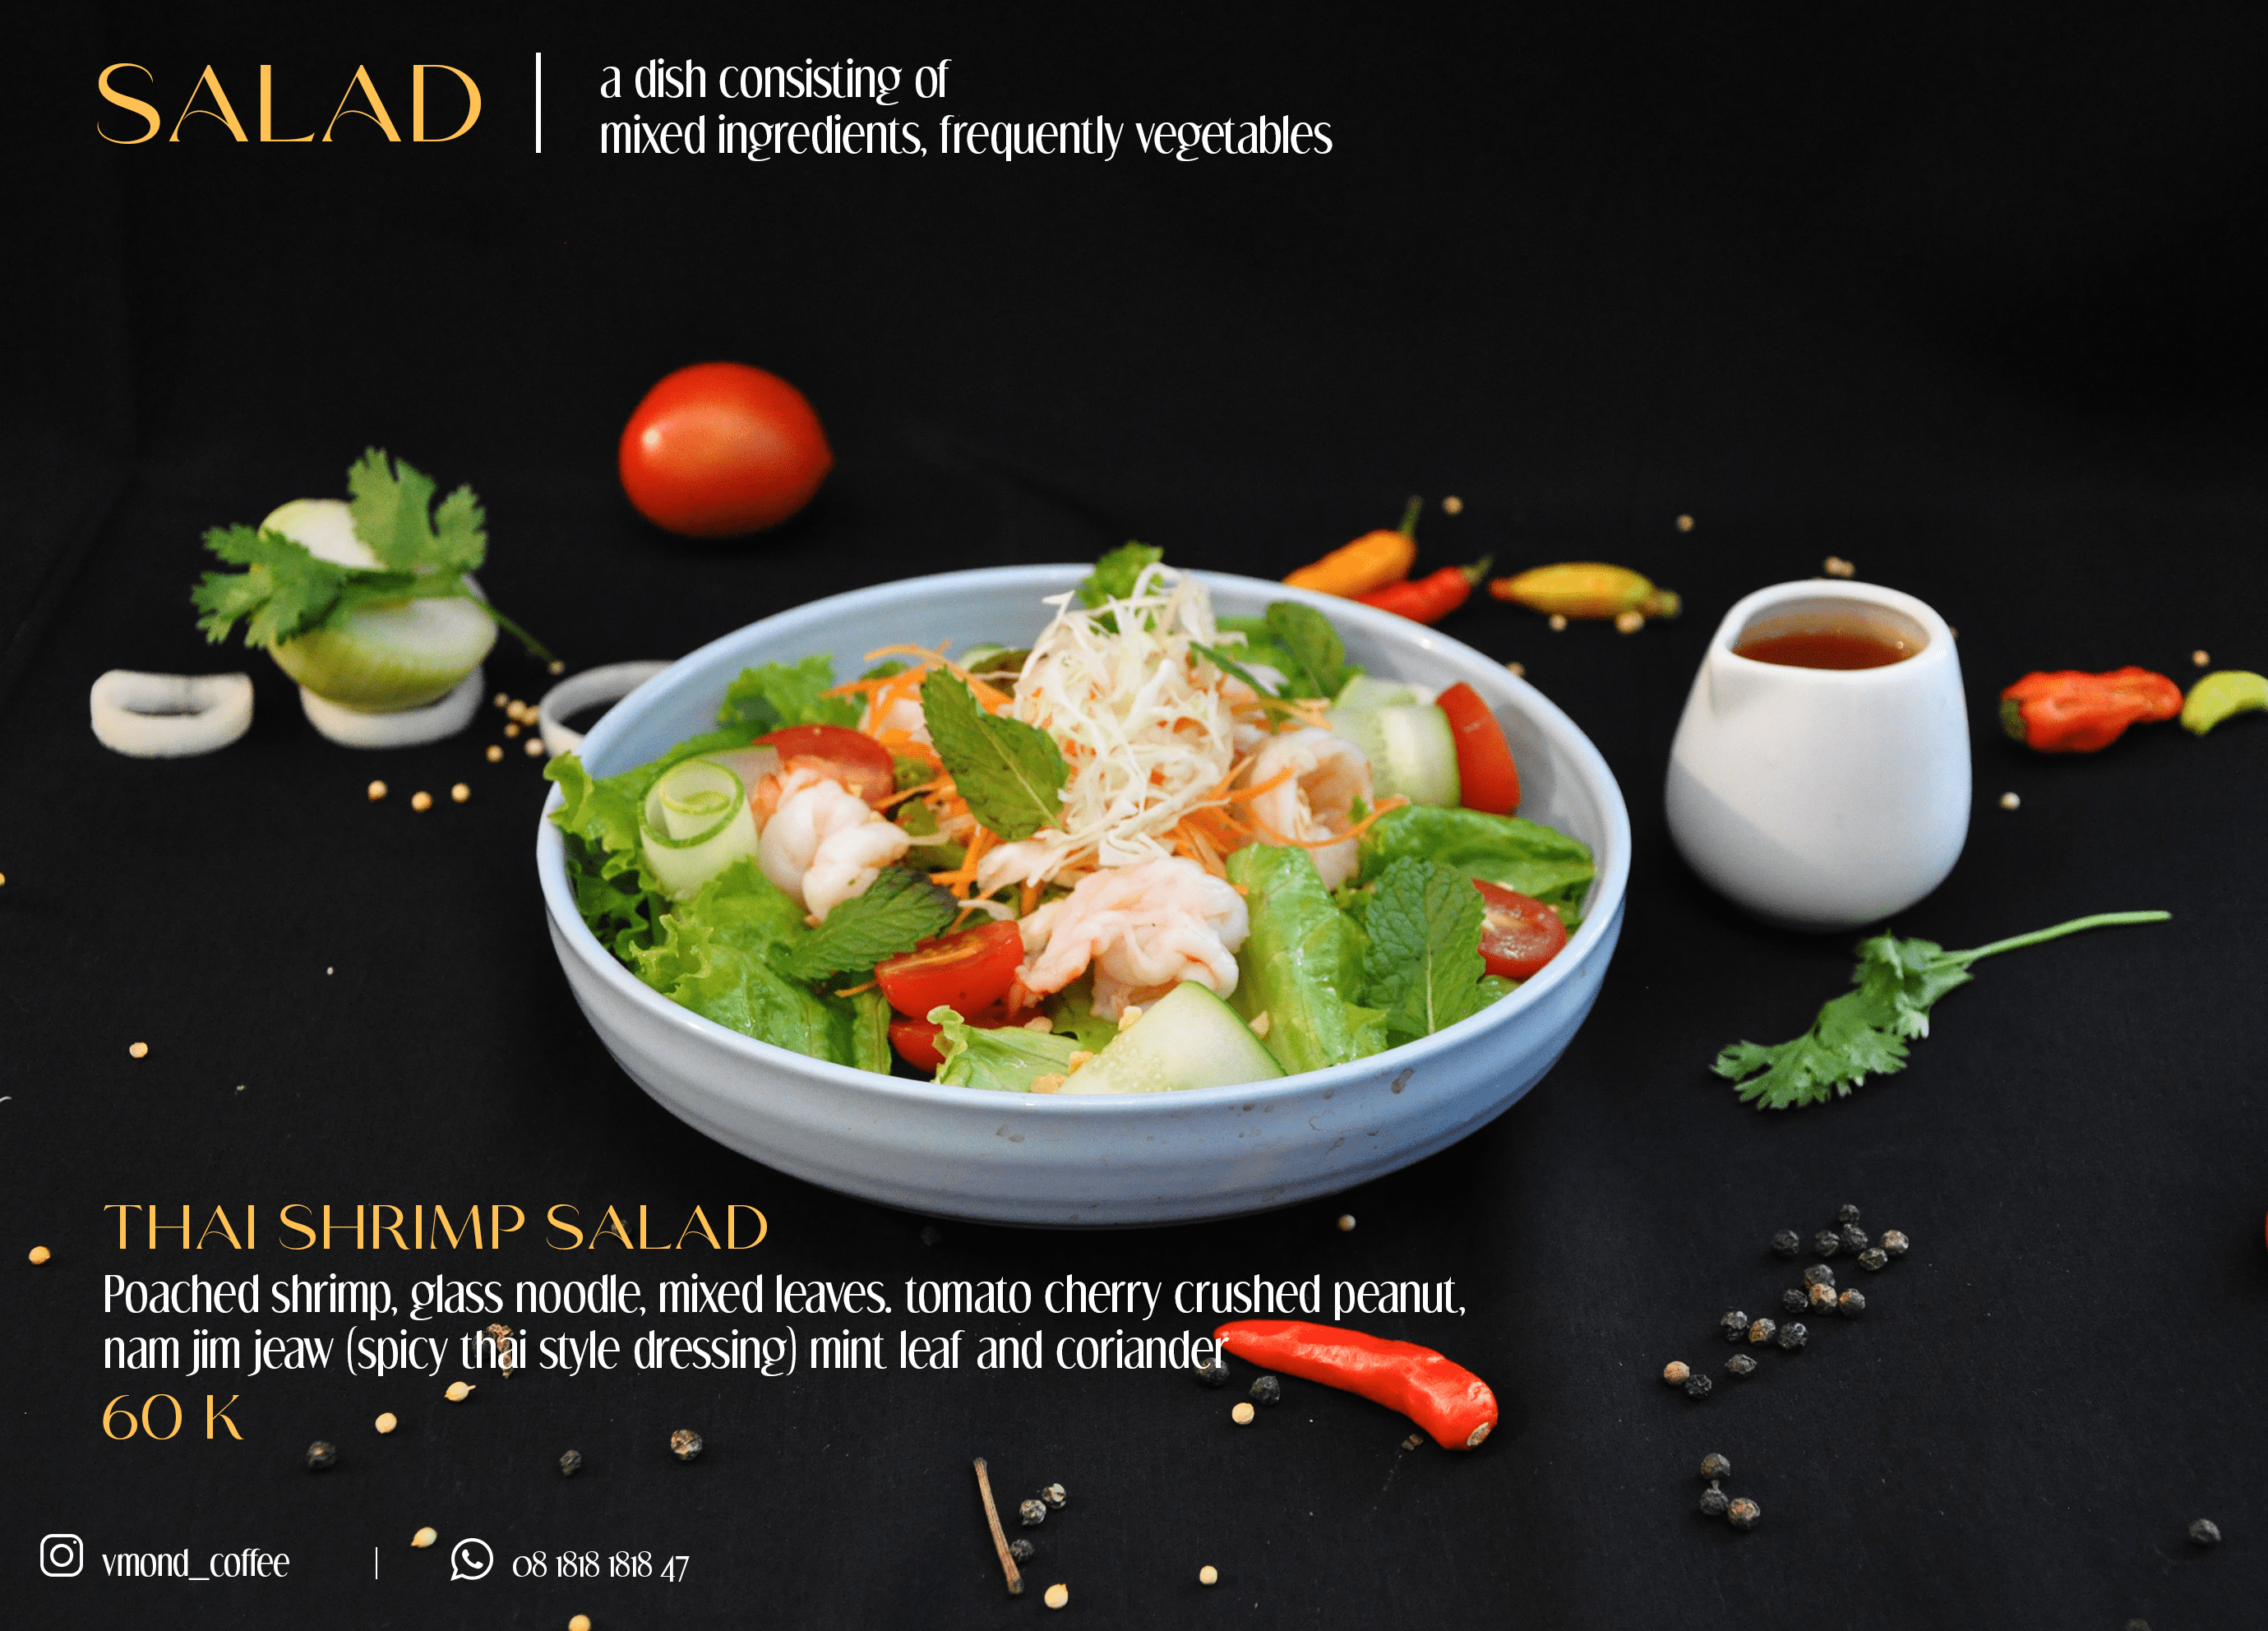 SALAD
a dish consisting of
mixed ingredients, frequently vegetables
THAI SHRIMP SALAD
Poached shrimp, glass noodle, mixed leaves. tomato cherry crushed peanut,
nam jim jeaw (spicy thai style dressing) mint leaf and coriander
60 K
vmond_coffee | 08 1818 1818 47